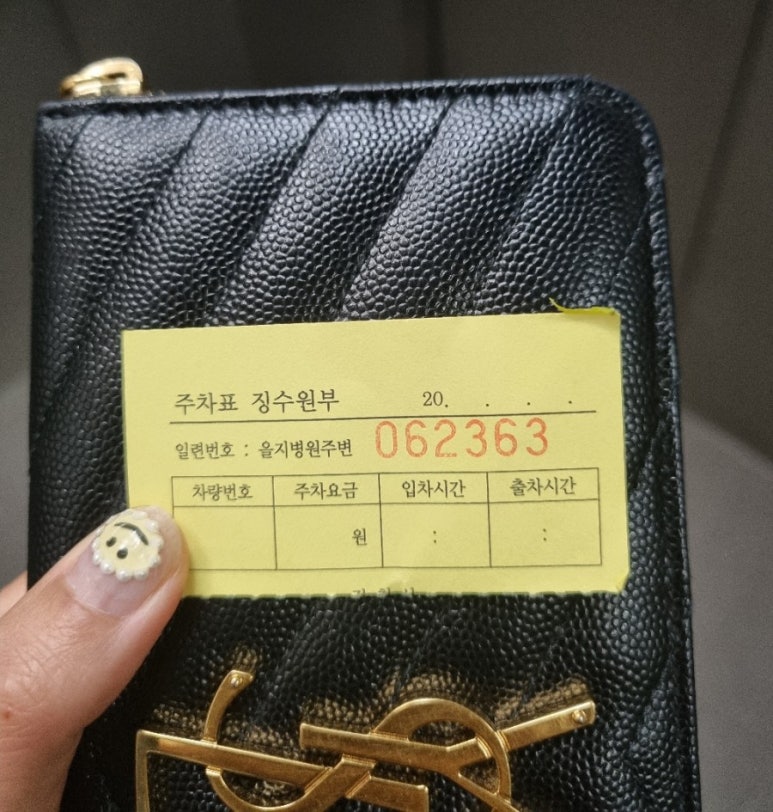 주차표 징수원부 20. . . .
일련번호 : 을지병원주변 062363
차량번호 주차요금 입차시간 출차시간
원 : :
YSL